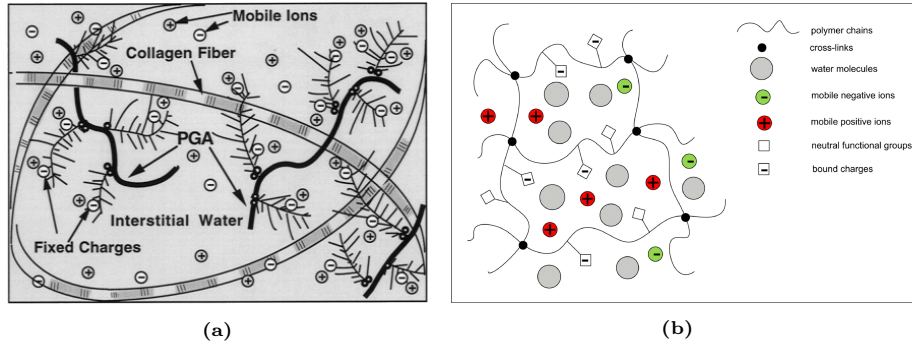 Mobile Ions
Collagen Fiber
PGA
Interstitial Water
Fixed Charges
(a)
polymer chains
cross-links
water molecules
mobile negative ions
mobile positive ions
neutral functional groups
bound charges
(b)